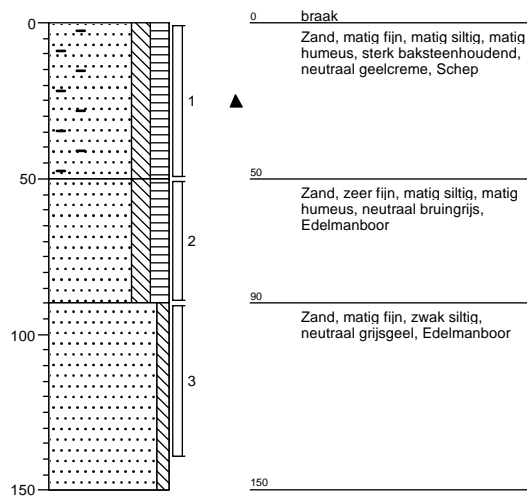 0
50
100
150
1
2
3
0 braak
Zand, matig fijn, matig siltig, matig
humeus, sterk baksteenhoudend,
neutraal geelcreme, Schep
50
Zand, zeer fijn, matig siltig, matig
humeus, neutraal bruingrijs,
Edelmanboor
90
Zand, matig fijn, zwak siltig,
neutraal grijsgeel, Edelmanboor
150